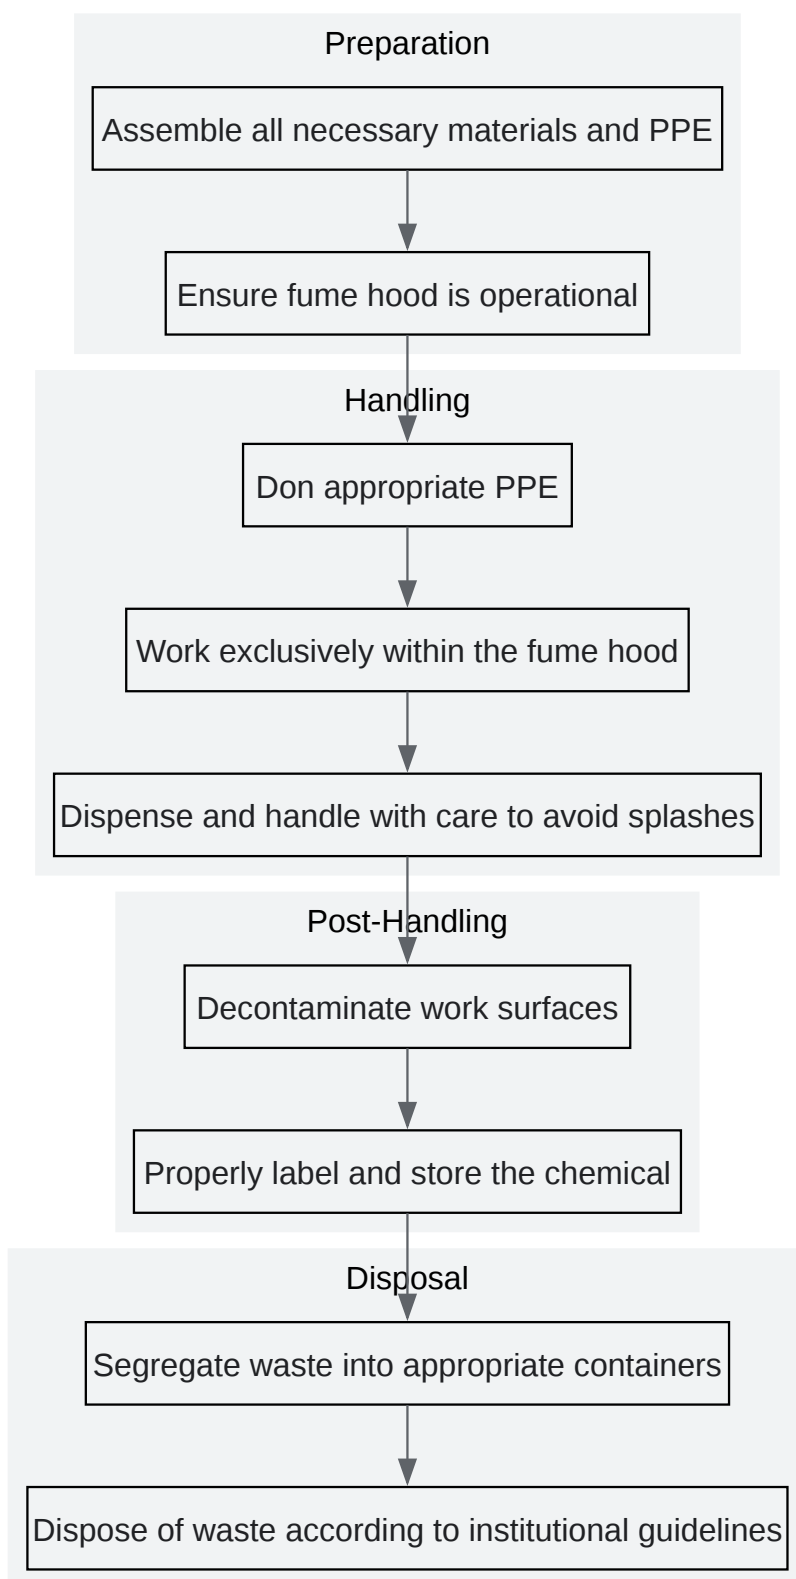 Preparation
Assemble all necessary materials and PPE
Ensure fume hood is operational
Handling
Don appropriate PPE
Work exclusively within the fume hood
Dispense and handle with care to avoid splashes
Post-Handling
Decontaminate work surfaces
Properly label and store the chemical
Disposal
Segregate waste into appropriate containers
Dispose of waste according to institutional guidelines